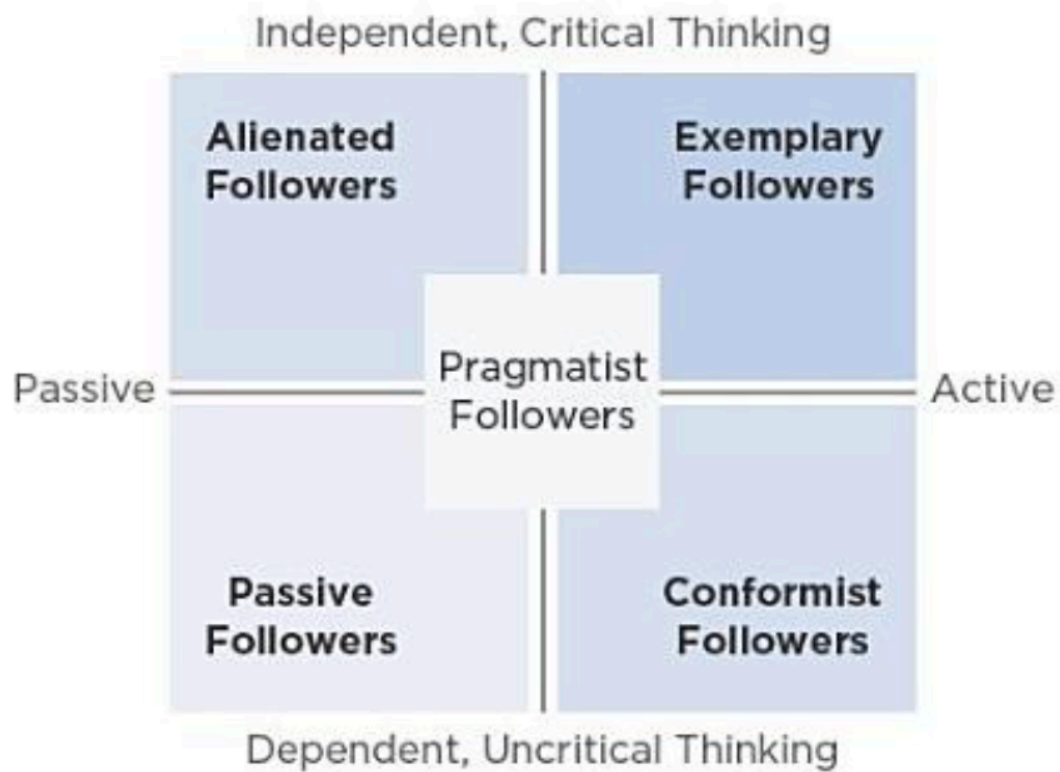 Independent, Critical Thinking
Alienated
Followers
Exemplary
Followers
Passive
Pragmatist
Followers
Active
Passive
Followers
Conformist
Followers
Dependent, Uncritical Thinking